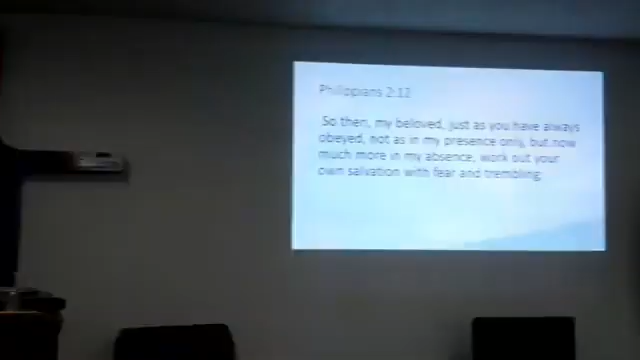 Philippians 2:12
So then, my beloved, just as you have always
obeyed, not as in my presence only, but now
much more in my absence, work out your
own salvation with fear and trembling;